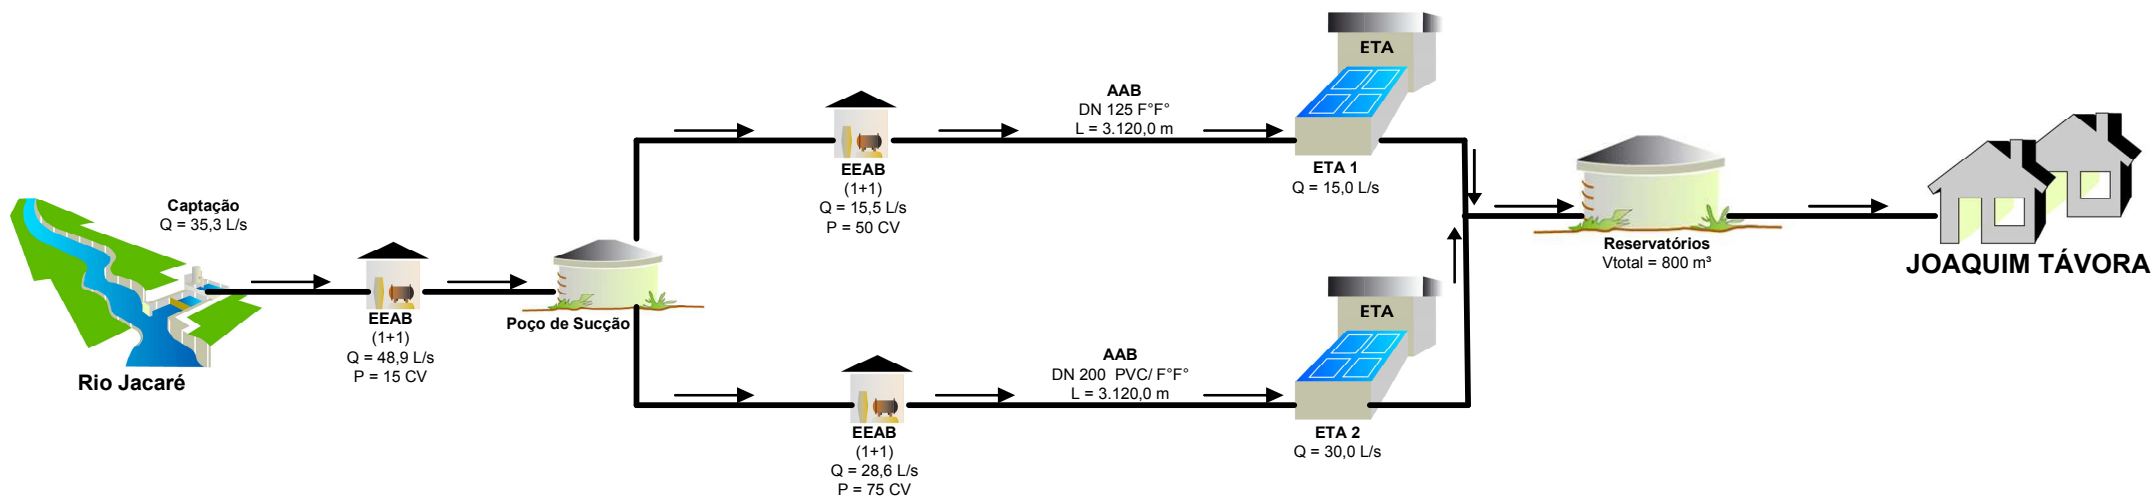 Captação
Q = 35,3 L/s
Rio Jacaré
EEAB
(1+1)
Q = 48,9 L/s
P = 15 CV
Poço de Sucção
EEAB
(1+1)
Q = 15,5 L/s
P = 50 CV
AAB
DN 125 F°F°
L = 3.120,0 m
ETA
ETA 1
Q = 15,0 L/s
EEAB
(1+1)
Q = 28,6 L/s
P = 75 CV
AAB
DN 200 PVC/ F°F°
L = 3.120,0 m
ETA
ETA 2
Q = 30,0 L/s
Reservatórios
Vtotal = 800 m³
JOAQUIM TÁVORA